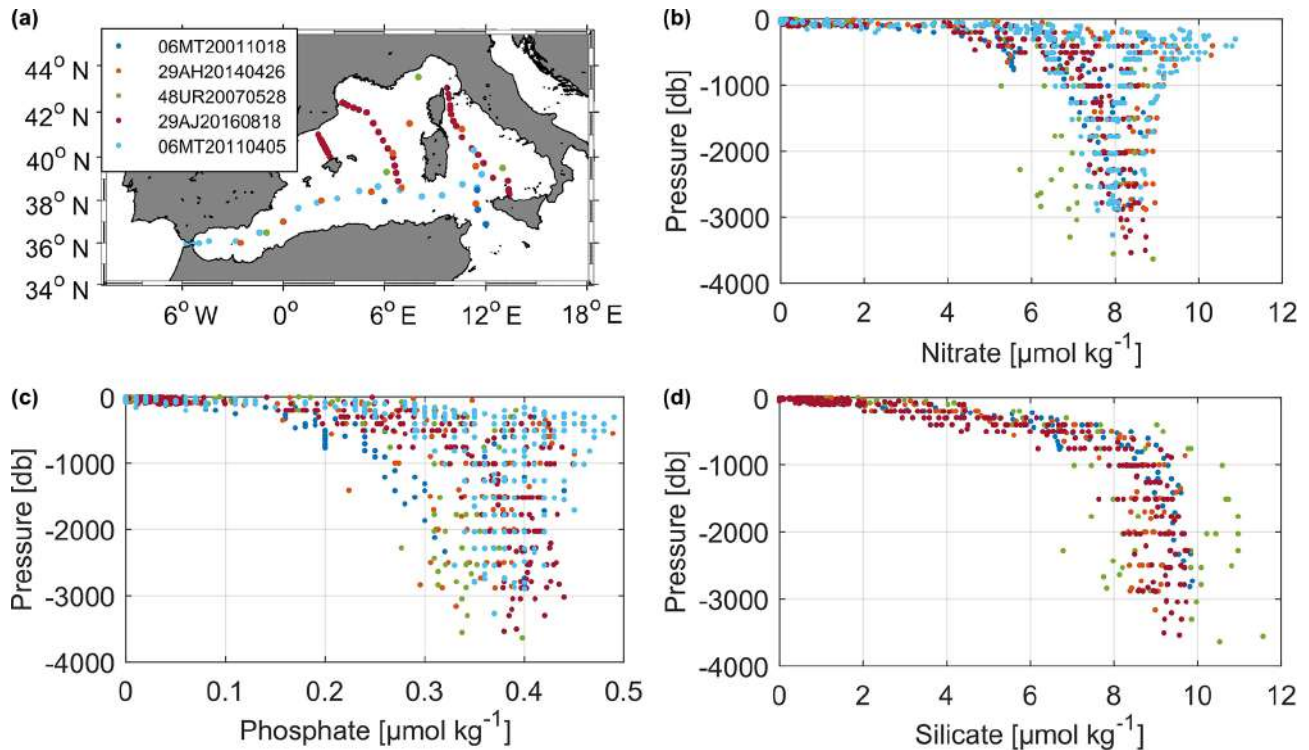 (a)
06MT20011018
29AH20140426
48UR20070528
29AJ20160818
06MT20110405
44° N
42° N
40° N
38° N
36° N
34° N
6° W 0° 6° E 12° E 18° E
(b)
0
-1000
-2000
-3000
-4000
Pressure [db]
0 2 4 6 8 10 12
Nitrate [µmol kg⁻¹]
(c)
0
-1000
-2000
-3000
-4000
Pressure [db]
0 0.1 0.2 0.3 0.4 0.5
Phosphate [µmol kg⁻¹]
(d)
0
-1000
-2000
-3000
-4000
Pressure [db]
0 2 4 6 8 10 12
Silicate [µmol kg⁻¹]